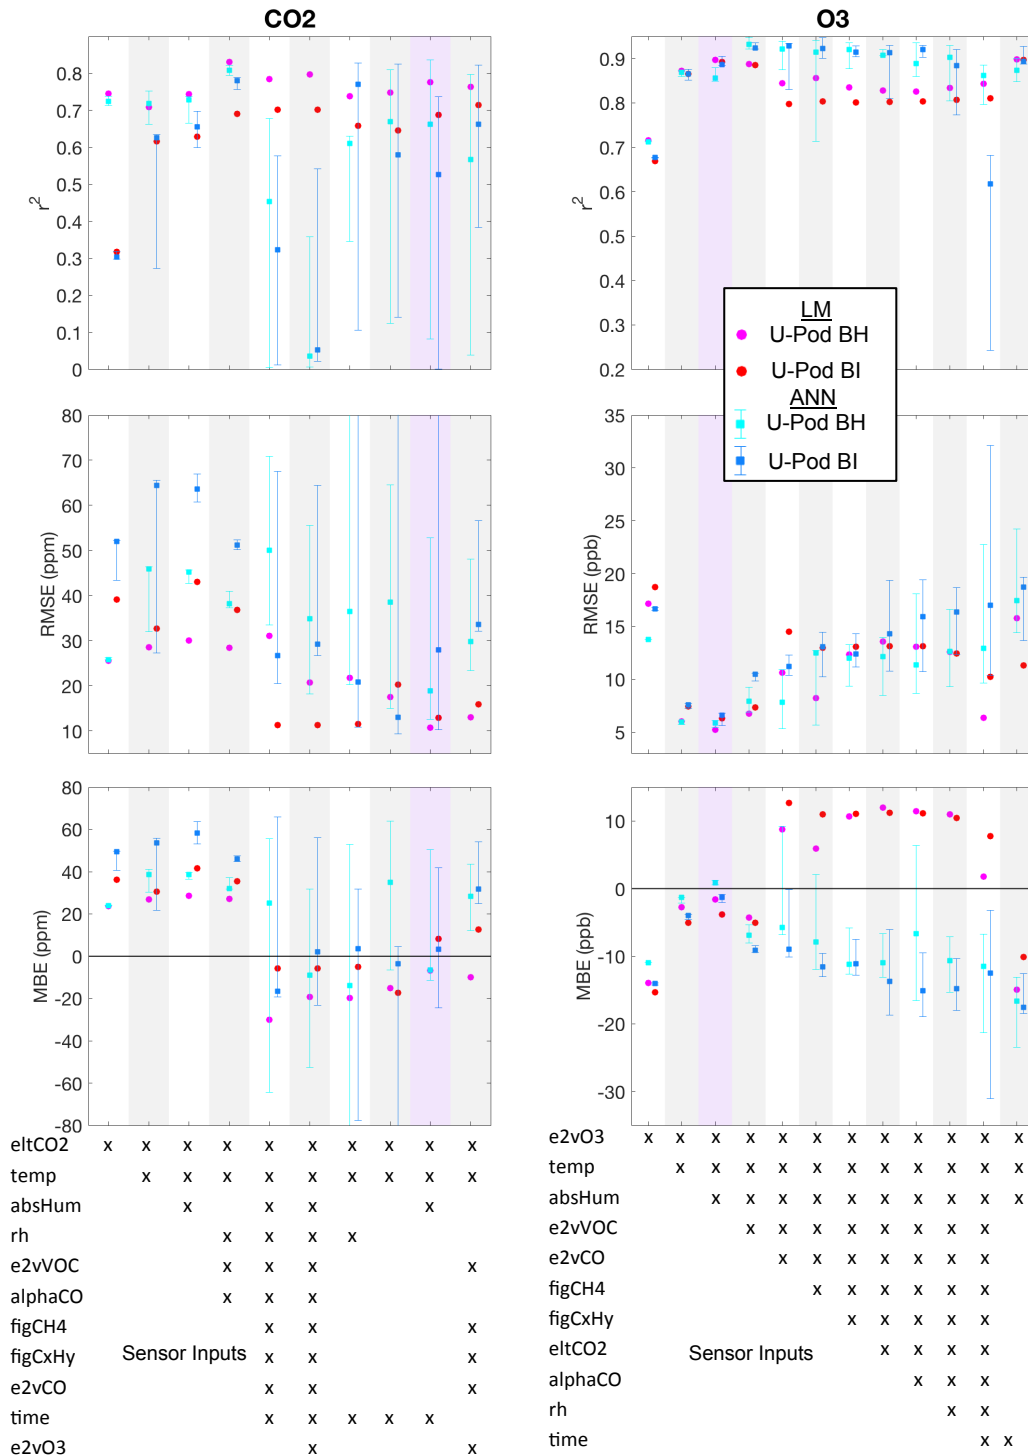 CO2
0.8
0.7
0.6
0.5
0.4
0.3
0.2
0.1
0
r2
80
70
60
50
40
30
20
10
RMSE (ppm)
80
60
40
20
0
-20
-40
-60
-80
MBE (ppm)
eltCO2 x x x x x x x x x x
temp x x x x x x x x x
absHum x x x x
rh x x x x
e2vVOC x x x x
alphaCO x x x
figCH4 x x x
figCxHy Sensor Inputs x x x
e2vCO x x x
time x x x x x
e2vO3 x x
O3
0.9
0.8
0.7
0.6
0.5
0.4
0.3
0.2
r2
LM
U-Pod BH
U-Pod BI
ANN
U-Pod BH
U-Pod BI
35
30
25
20
15
10
5
RMSE (ppb)
10
0
-10
-20
-30
MBE (ppb)
e2vO3 x x x x x x x x x x x x
temp x x x x x x x x x x x
absHum x x x x x x x x x x
e2vVOC x x x x x x x x
e2vCO x x x x x x x
figCH4 x x x x x x
figCxHy x x x x x
eltCO2 Sensor Inputs x x x x
alphaCO x x x
rh x x
time x x